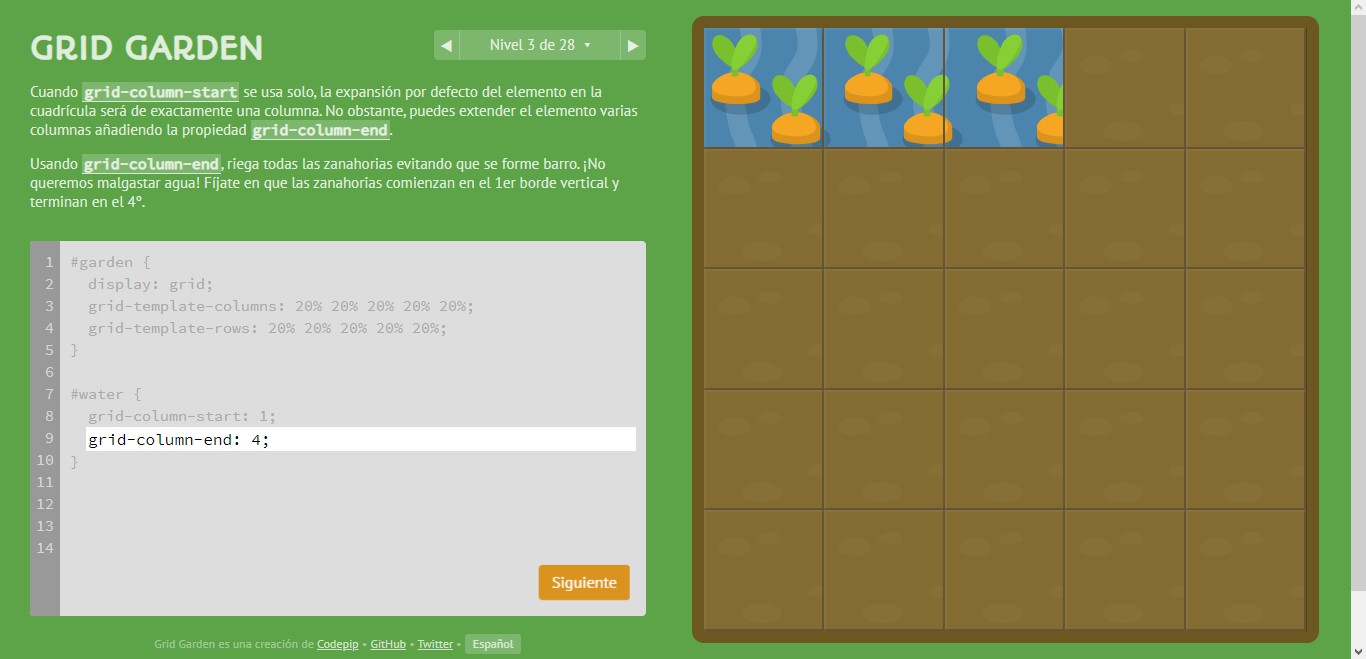 GRID GARDEN
◀ Nivel 3 de 28 ▾ ▶
Cuando grid-column-start se usa solo, la expansión por defecto del elemento en la
cuadrícula será de exactamente una columna. No obstante, puedes extender el elemento varias
columnas añadiendo la propiedad grid-column-end.
Usando grid-column-end, riega todas las zanahorias evitando que se forme barro. ¡No
queremos malgastar agua! Fíjate en que las zanahorias comienzan en el 1er borde vertical y
terminan en el 4º.
1 #garden {
2 display: grid;
3 grid-template-columns: 20% 20% 20% 20% 20%;
4 grid-template-rows: 20% 20% 20% 20% 20%;
5 }
6
7 #water {
8 grid-column-start: 1;
9 grid-column-end: 4;
10 }
11
12
13
14
Siguiente
Grid Garden es una creación de Codepip • GitHub • Twitter • Español